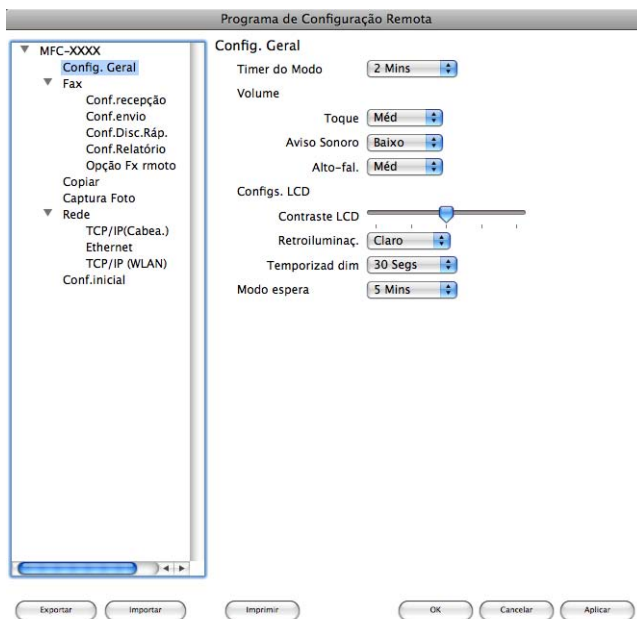 Programa de Configuração Remota
MFC-XXXX
Config. Geral
Fax
Conf.recepção
Conf.envio
Conf.Disc.Ráp.
Conf.Relatório
Opção Fx rmoto
Copiar
Captura Foto
Rede
TCP/IP(Cabea.)
Ethernet
TCP/IP (WLAN)
Conf.inicial
Config. Geral
Timer do Modo 2 Mins
Volume
Toque Méd
Aviso Sonoro Baixo
Alto-fal. Méd
Configs. LCD
Contraste LCD
Retroiluminaç. Claro
Temporizad dim 30 Segs
Modo espera 5 Mins
Exportar Importar Imprimir OK Cancelar Aplicar